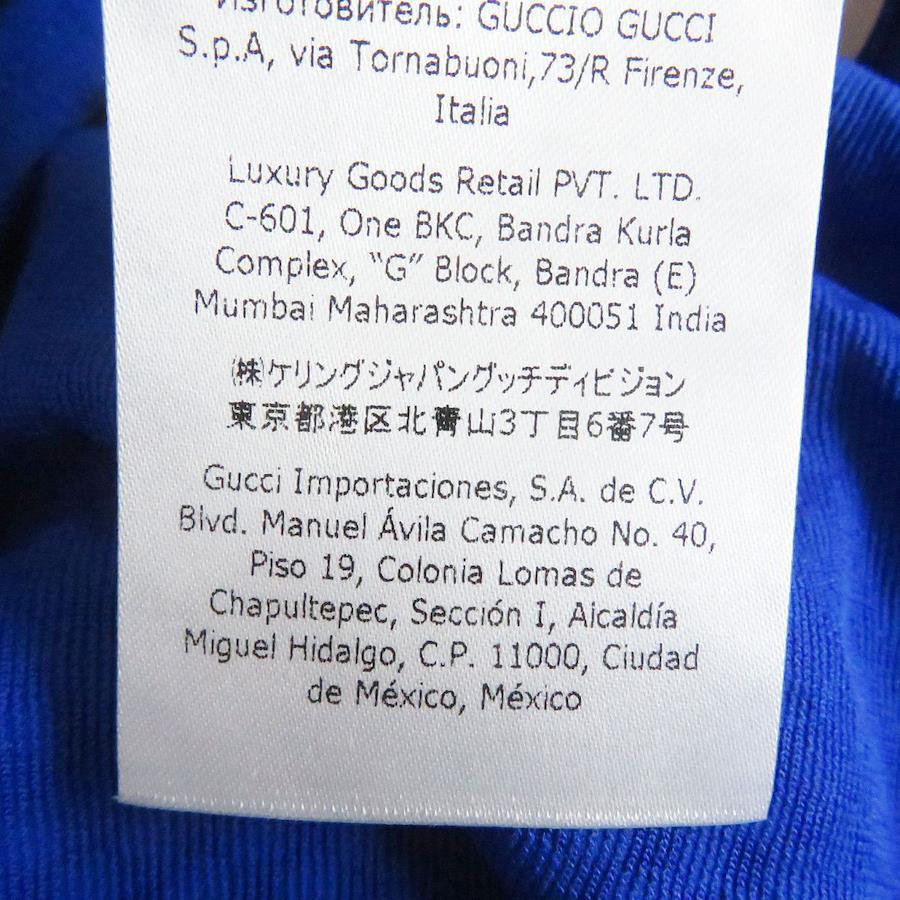 Изготовитель: GUCCIO GUCCI
S.p.A, via Tornabuoni,73/R Firenze,
Italia
Luxury Goods Retail PVT. LTD.
C-601, One BKC, Bandra Kurla
Complex, “G” Block, Bandra (E)
Mumbai Maharashtra 400051 India
㈱ケリングジャパングッチディビジョン
東京都港区北青山3丁目6番7号
Gucci Importaciones, S.A. de C.V.
Blvd. Manuel Ávila Camacho No. 40,
Piso 19, Colonia Lomas de
Chapultepec, Sección I, Alcaldía
Miguel Hidalgo, C.P. 11000, Ciudad
de México, México